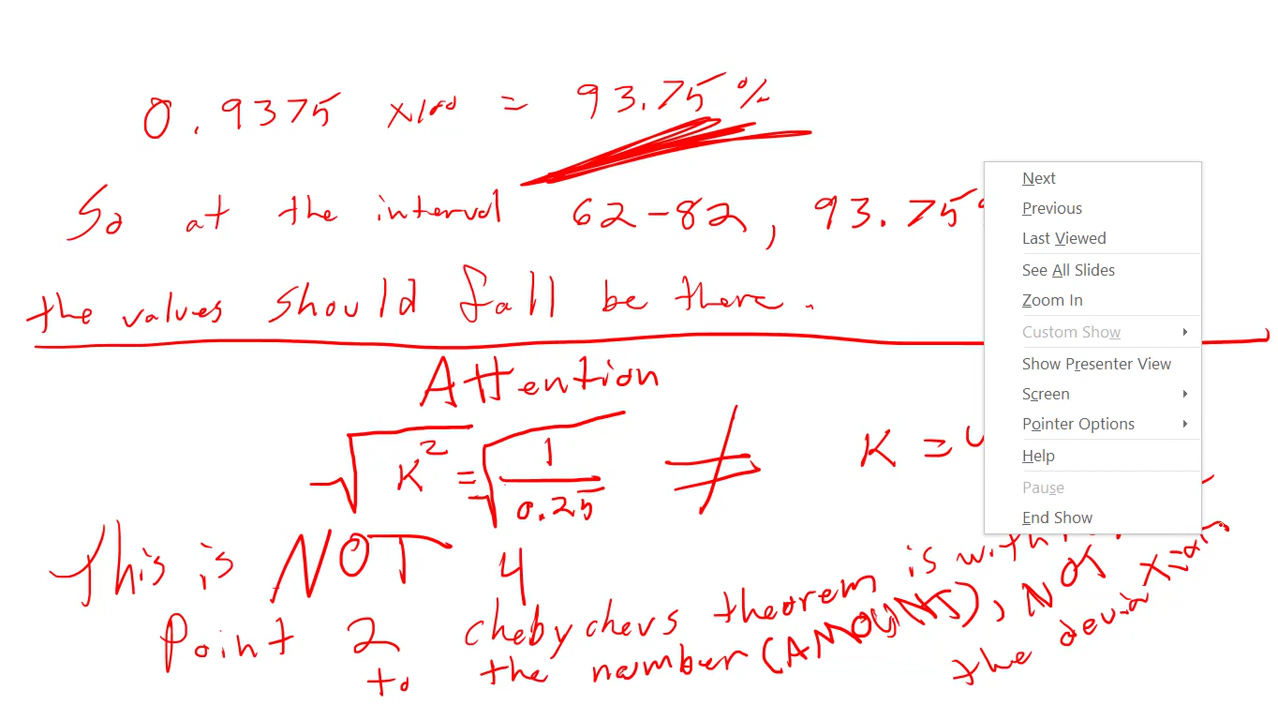 0.9375 x100 = 93.75%
So at the interval 62-82, 93.75%
the values should fall be there.
Attention
√K² = √1/0.25 ≠ K = 4
This is NOT 4
Point 2 chebychevs theorem is with
to the number (AMOUNTS), NOT
the deviation
Next
Previous
Last Viewed
See All Slides
Zoom In
Custom Show
Show Presenter View
Screen
Pointer Options
Help
Pause
End Show